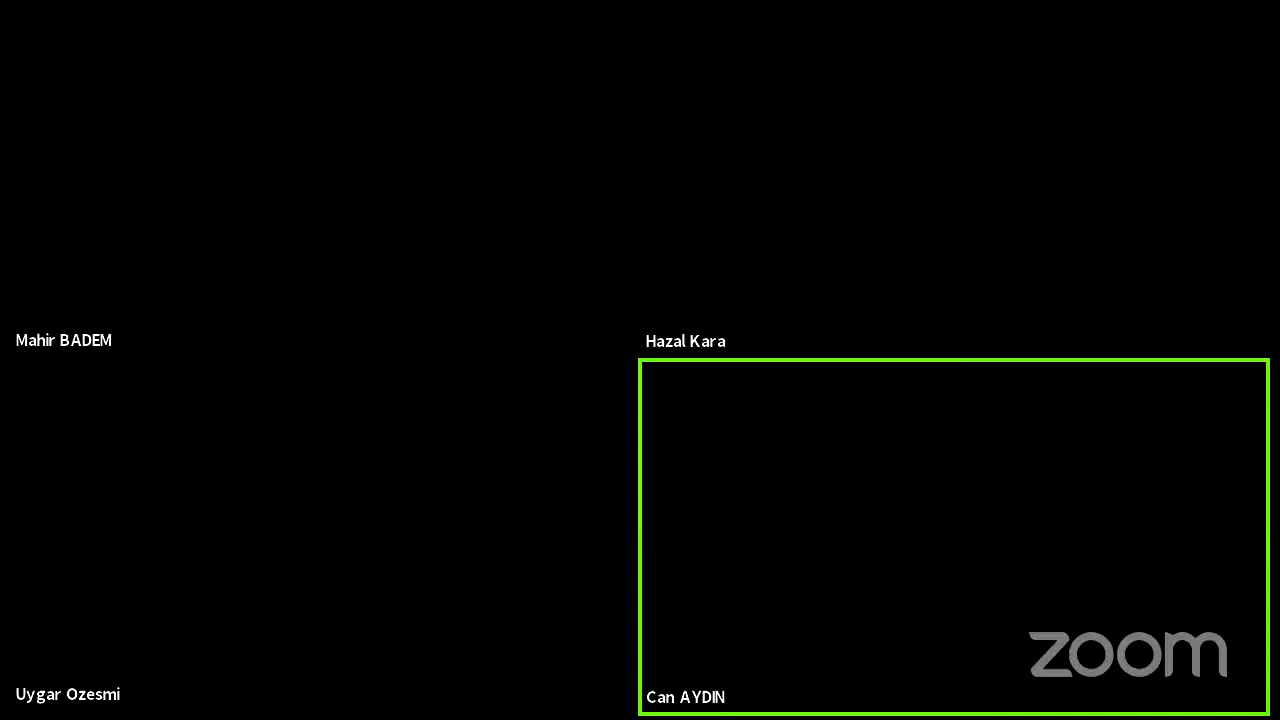 Mahir BADEM
Hazal Kara
Uygar Ozesmi
Can AYDIN
zoom